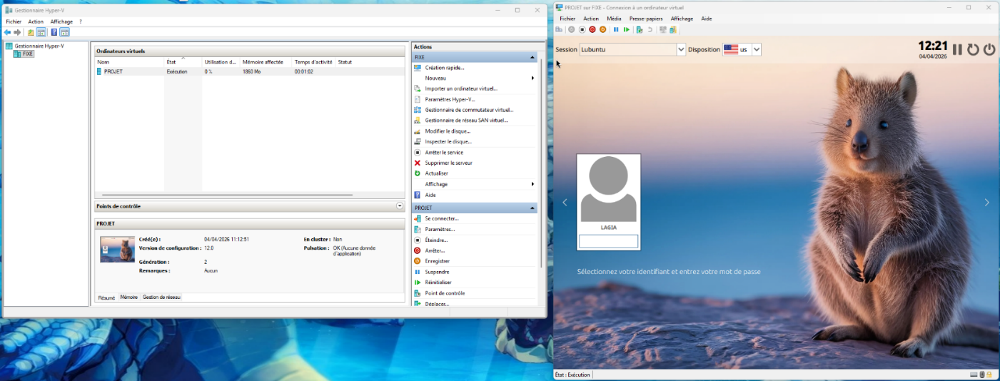 Gestionnaire Hyper-V
Fichier Action Affichage ?
Gestionnaire Hyper-V
FIXE
Ordinateurs virtuels
Nom État Utilisation d... Mémoire affectée Temps d'activité Statut
PROJET Exécution 0 % 1860 Mo 00:01:02
Points de contrôle
PROJET
Créé(e) : 04/04/2026 11:12:51 En cluster : Non
Version de configuration : 12.0 Pulsation : OK (Aucune donnée
d'application)
Génération : 2
Remarques : Aucun
Résumé Mémoire Gestion de réseau
Actions
FIXE
Création rapide...
Nouveau
Importer un ordinateur virtuel...
Paramètres Hyper-V...
Gestionnaire de commutateur virtuel...
Gestionnaire de réseau SAN virtuel...
Modifier le disque...
Inspecter le disque...
Arrêter le service
Supprimer le serveur
Actualiser
Affichage
Aide
PROJET
Se connecter...
Paramètres...
Éteindre...
Arrêter...
Enregistrer
Suspendre
Réinitialiser
Point de contrôle
Déplacer...
PROJET sur FIXE - Connexion à un ordinateur virtuel
Fichier Action Média Presse-papiers Affichage Aide
Session Lubuntu Disposition us 12:21
04/04/2026
LAGIA
Sélectionnez votre identifiant et entrez votre mot de passe
État : Exécution